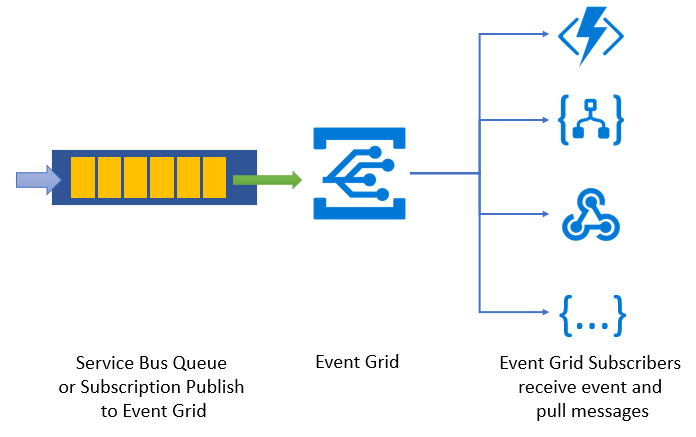 Service Bus Queue
or Subscription Publish
to Event Grid
Event Grid
Event Grid Subscribers
receive event and
pull messages